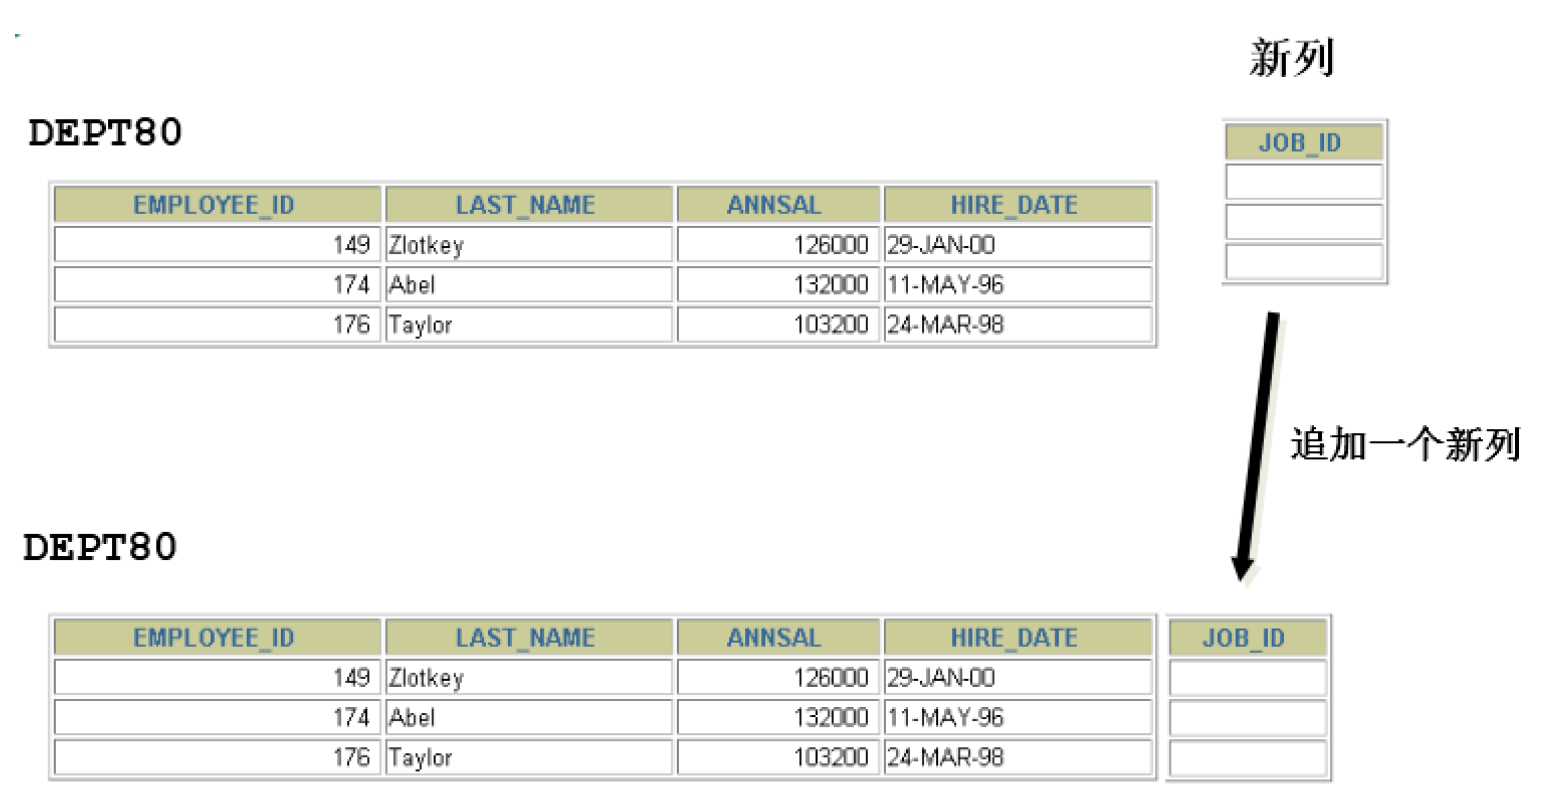 新列
DEPT80
JOB_ID
EMPLOYEE_ID LAST_NAME ANNSAL HIRE_DATE
149 Zlotkey 126000 29-JAN-00
174 Abel 132000 11-MAY-96
176 Taylor 103200 24-MAR-98
追加一个新列
DEPT80
EMPLOYEE_ID LAST_NAME ANNSAL HIRE_DATE JOB_ID
149 Zlotkey 126000 29-JAN-00
174 Abel 132000 11-MAY-96
176 Taylor 103200 24-MAR-98